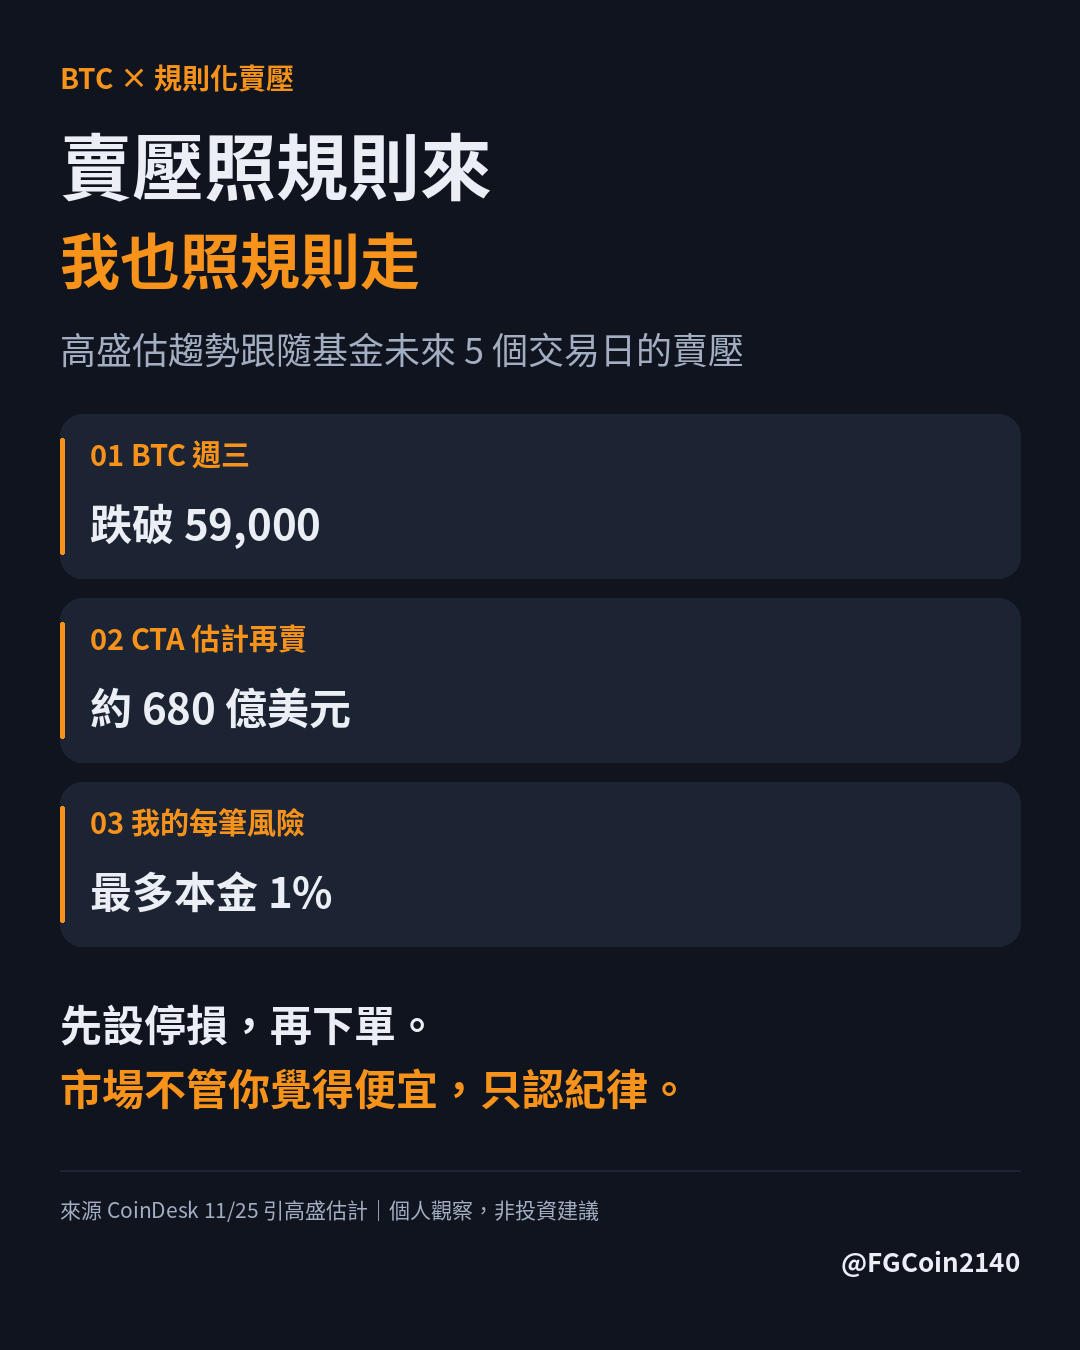 BTC × 規則化賣壓
賣壓照規則來
我也照規則走
高盛估趨勢跟隨基金未來 5 個交易日的賣壓
01 BTC 週三
跌破 59,000
02 CTA 估計再賣
約 680 億美元
03 我的每筆風險
最多本金 1%
先設停損，再下單。
市場不管你覺得便宜，只認紀律。
來源 CoinDesk 11/25 引高盛估計｜個人觀察，非投資建議
@FGCoin2140